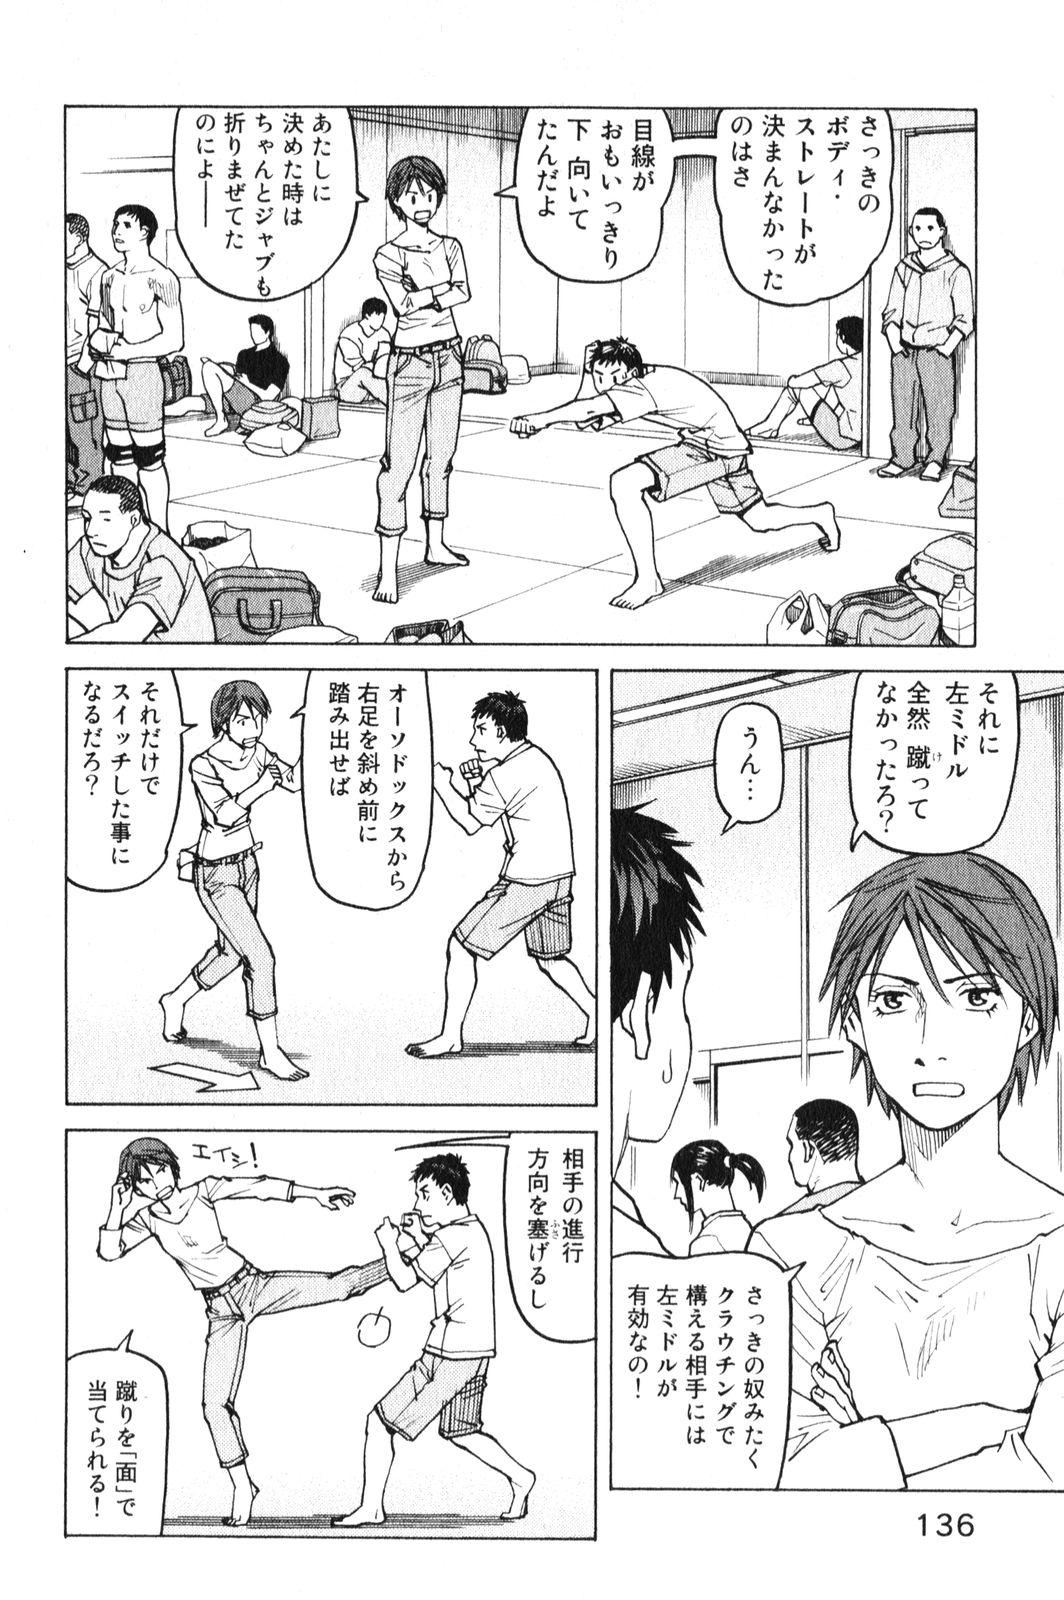 さっきの
ボディ・
ストレートが
決まんなかった
のはさ
目線が
おもいっきり
下 向いて
たんだよ
あたしに
決めた時は
ちゃんとジャブも
折りまぜてた
のによ──
それに
左ミドル
全然 蹴って
なかったろ?
うん…
さっきの奴みたく
クラウチングで
構える相手には
左ミドルが
有効なの!
オーソドックスから
右足を斜め前に
踏み出せば
それだけで
スイッチした事に
なるだろ?
相手の進行
方向を塞げるし
エイシ!
蹴りを「面」で
当てられる!
136